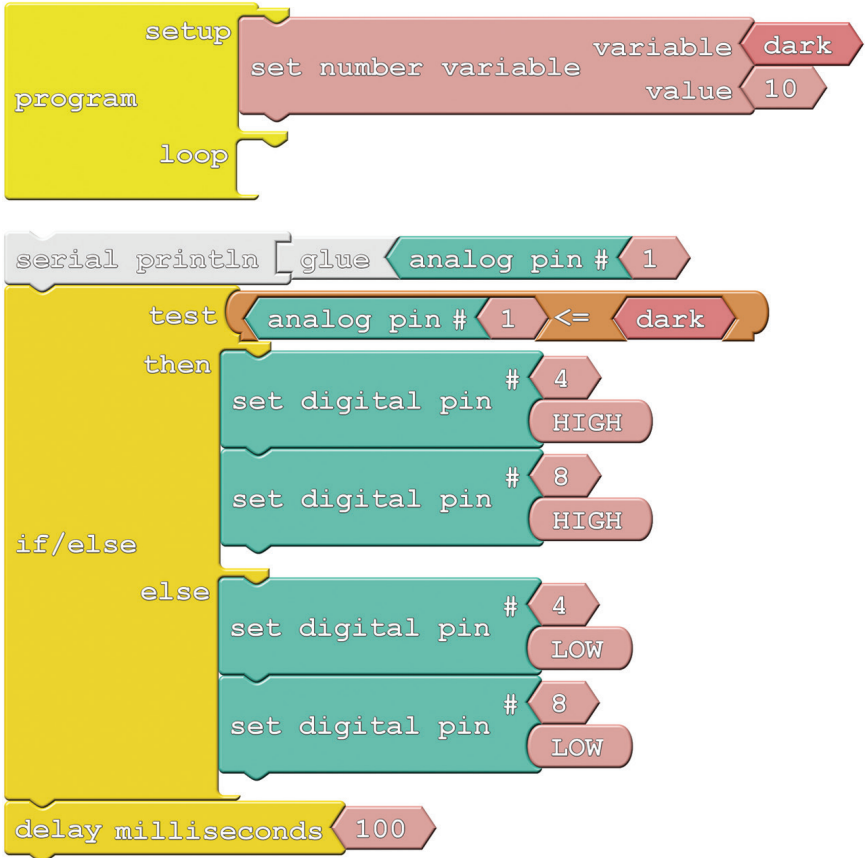 setup
set number variable variable dark
value 10
program
loop
serial println glue analog pin # 1
test analog pin # 1 <= dark
then
set digital pin # 4
HIGH
set digital pin # 8
HIGH
if/else
else
set digital pin # 4
LOW
set digital pin # 8
LOW
delay milliseconds 100